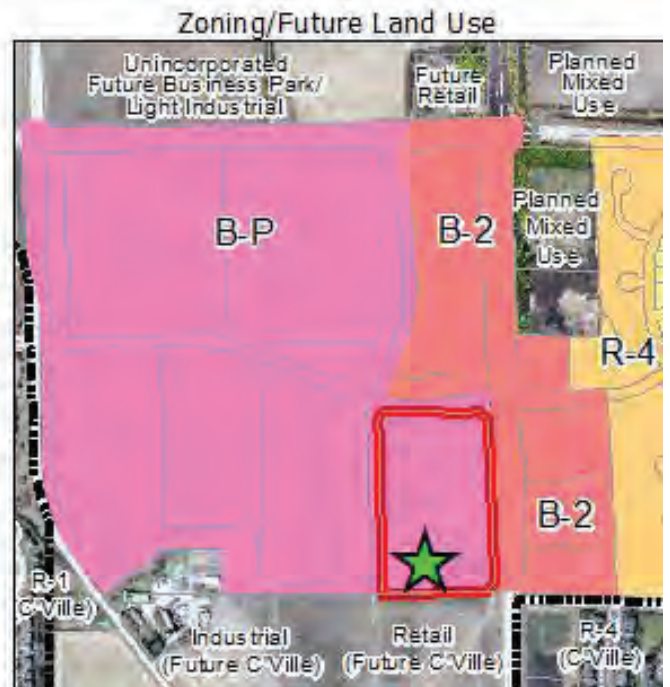 Zoning/Future Land Use
Unincorporated
Future Business Park/
Light Industrial
Future
Retail
Planned
Mixed
Use
B-P
B-2
Planned
Mixed
Use
R-4
B-2
R-1
C-Ville)
Industrial
(Future C-Ville)
Retail
(Future C-Ville)
R-4
(C-Ville)